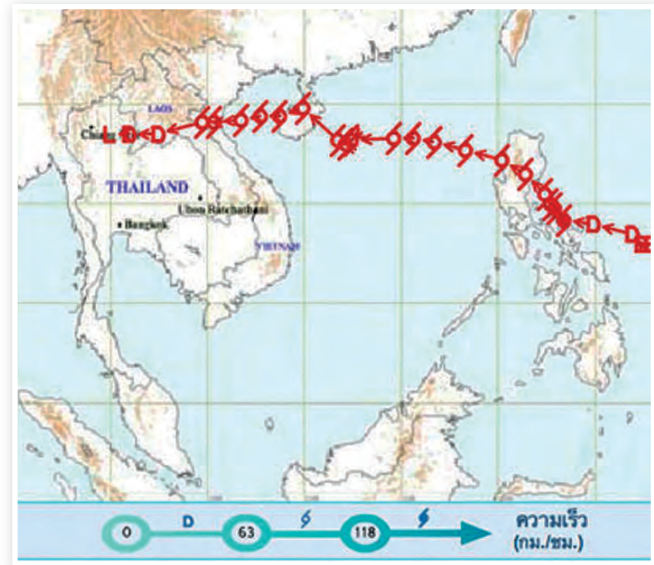 LAOS
Chiang
L D D
THAILAND
Ubon Ratchathani
Bangkok
VIETNAM
D D
0 D 63 118 ความเร็ว
(กม./ชม.)